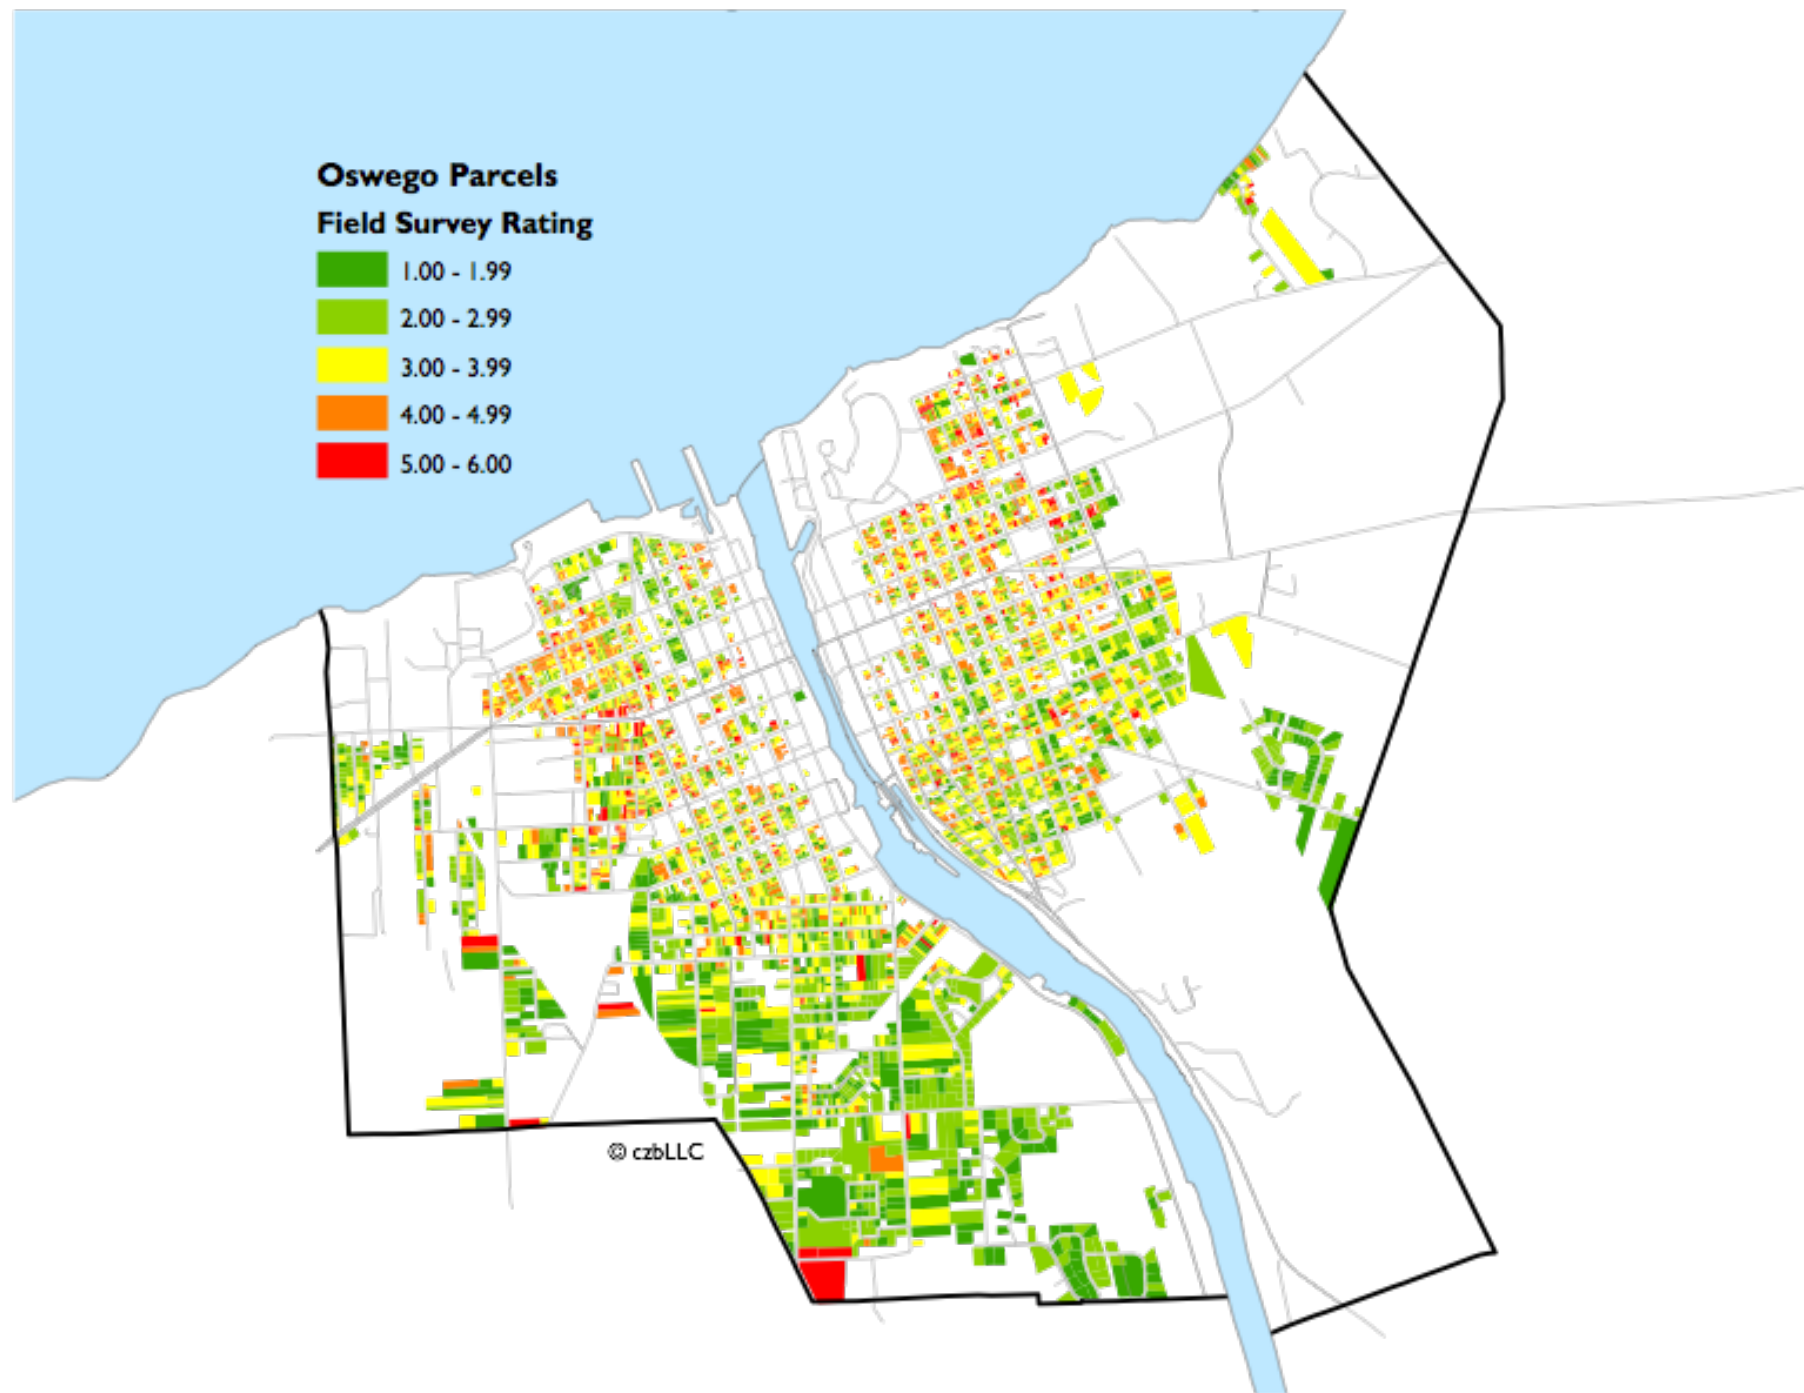 Oswego Parcels
Field Survey Rating
1.00 - 1.99
2.00 - 2.99
3.00 - 3.99
4.00 - 4.99
5.00 - 6.00
© czbLLC